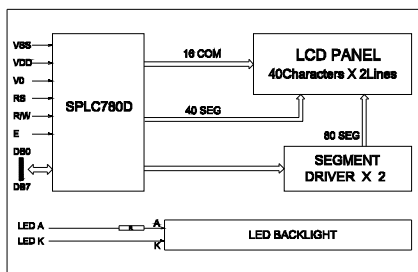 VSS
VDD
V0
RS
R/W
E
DB0
DB7
SPLC780D
16 COM
40 SEG
LCD PANEL
40Characters X 2Lines
80 SEG
SEGMENT
DRIVER X 2
LED A
LED K
A
K
LED BACKLIGHT